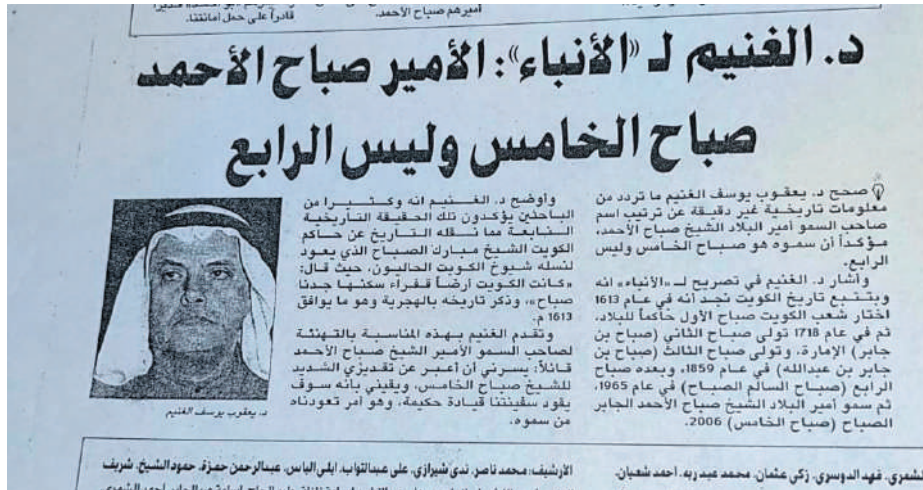 أميرهم صباح الأحمد.
قادراً على حمل أمانتنا.
د. الغنيم لـ «الأنباء»: الأمير صباح الأحمد
صباح الخامس وليس الرابع
صحح د. يعقوب يوسف الغنيم ما تردد من
معلومات تاريخية غير دقيقة عن ترتيب اسم
صاحب السمو أمير البلاد الشيخ صباح الأحمد،
مؤكداً أن سموه هو صباح الخامس وليس
الرابع.
وأشار د. الغنيم في تصريح لـ «الأنباء» انه
وبتتبع تاريخ الكويت نجد أنه في عام 1613
اختار شعب الكويت صباح الأول حاكماً للبلاد،
ثم في عام 1718 تولى صباح الثاني (صباح بن
جابر) الإمارة، وتولى صباح الثالث (صباح بن
جابر بن عبدالله) في عام 1859، وبعده صباح
الرابع (صباح السالم الصباح) في عام 1965،
ثم سمو أمير البلاد الشيخ صباح الأحمد الجابر
الصباح (صباح الخامس) 2006.
وأوضح د. الغنيم انه وكثيرا من
الباحثين يؤكدون تلك الحقيقة التاريخية
النابعة مما نقله التاريخ عن حاكم
الكويت الشيخ مبارك الصباح الذي يعود
لنسله شيوخ الكويت الحاليون، حيث قال:
«كانت الكويت أرضاً قفراء سكنها جدنا
صباح»، وذكر تاريخه بالهجرية وهو ما يوافق
1613 م.
وتقدم الغنيم بهذه المناسبة بالتهنئة
لصاحب السمو الأمير الشيخ صباح الأحمد
قائلاً: يسرني أن أعبر عن تقديري الشديد
للشيخ صباح الخامس، ويقيني بأنه سوف
يقود سفينتنا قيادة حكيمة، وهو أمر تعودناه
من سموه.
د. يعقوب يوسف الغنيم
فهد الدوسري، زكي عثمان، محمد عبدربه، أحمد شعبان.
الارشيف: محمد ناصر، ندى شيرازي، علي عبدالتواب، ايلي الياس، عبدالرحمن حمزة، حمود الشيخ، شريف